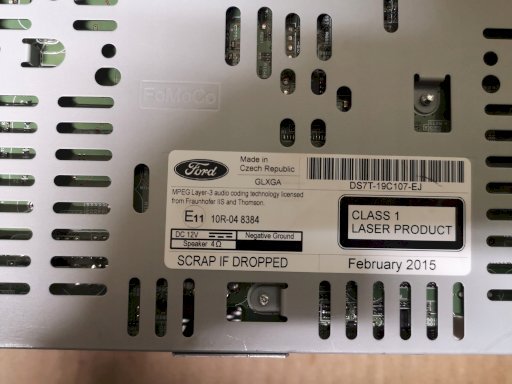 FoMoCo
Ford
Made in
Czech Republic
GLXGA
DS7T-19C107-EJ
MPEG Layer-3 audio coding technology licensed
from Fraunhofer IIS and Thomson.
E11 10R-04 8384
CLASS 1
LASER PRODUCT
DC 12V Negative Ground
Speaker 4Ω
SCRAP IF DROPPED
February 2015